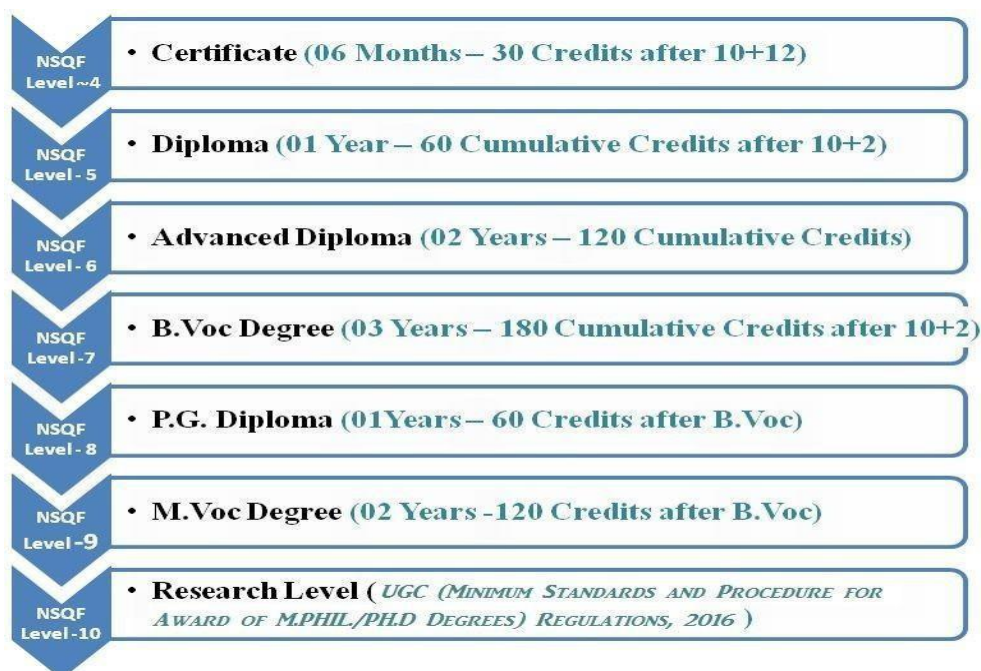 NSQF
Level~4
• Certificate (06 Months – 30 Credits after 10+12)
NSQF
Level - 5
• Diploma (01 Year – 60 Cumulative Credits after 10+2)
NSQF
Level - 6
• Advanced Diploma (02 Years – 120 Cumulative Credits)
NSQF
Level -7
• B.Voc Degree (03 Years – 180 Cumulative Credits after 10+2)
NSQF
Level - 8
• P.G. Diploma (01Years – 60 Credits after B.Voc)
NSQF
Level -9
• M.Voc Degree (02 Years -120 Credits after B.Voc)
NSQF
Level -10
• Research Level ( UGC (MINIMUM STANDARDS AND PROCEDURE FOR
AWARD OF M.PHIL./PH.D DEGREES) REGULATIONS, 2016 )